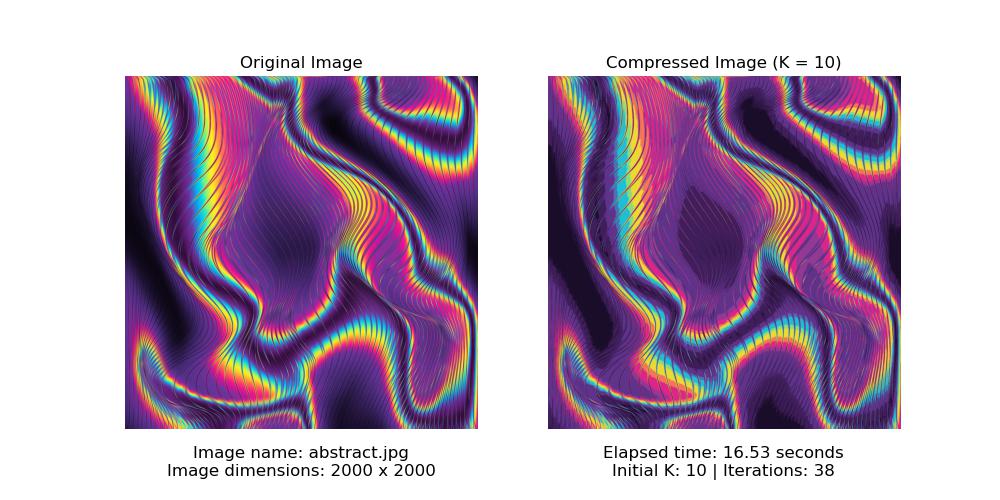 Original Image
Compressed Image (K = 10)
Image name: abstract.jpg
Image dimensions: 2000 x 2000
Elapsed time: 16.53 seconds
Initial K: 10 | Iterations: 38